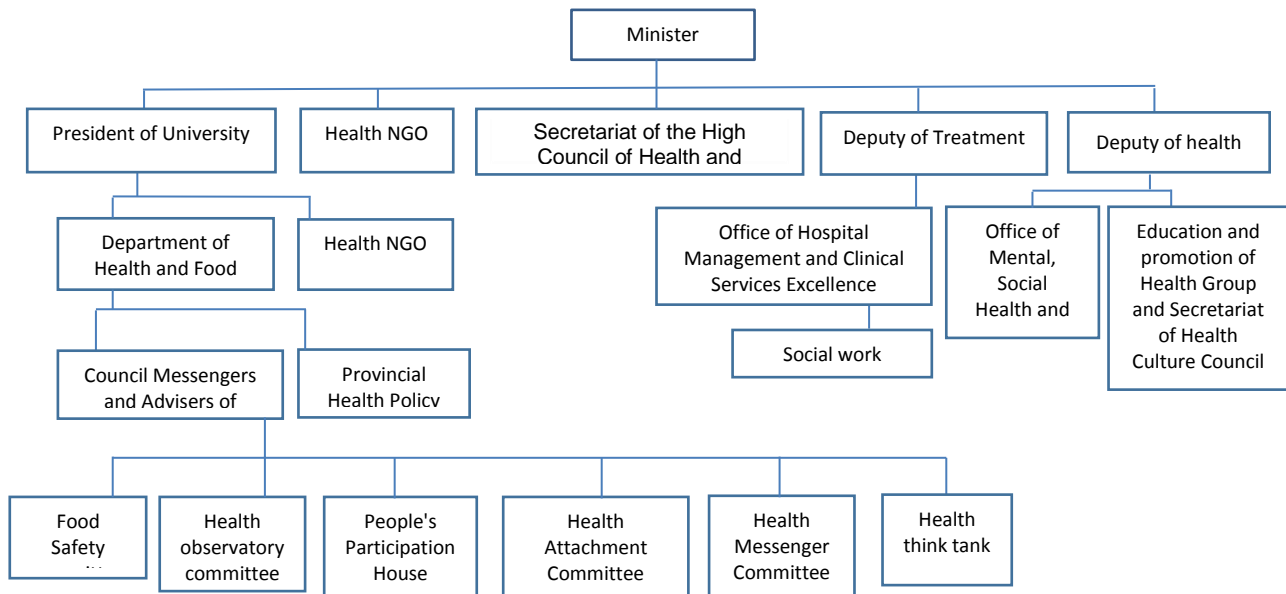 Minister
President of University
Health NGO
Secretariat of the High
Council of Health and
Deputy of Treatment
Deputy of health
Department of
Health and Food
Health NGO
Office of Hospital
Management and Clinical
Services Excellence
Office of
Mental,
Social
Health and
Education and
promotion of
Health Group
and Secretariat
of Health
Culture Council
Social work
Council Messengers
and Advisers of
Provincial
Health Policy
Food
Safety
Health
observatory
committee
People's
Participation
House
Health
Attachment
Committee
Health
Messenger
Committee
Health
think tank